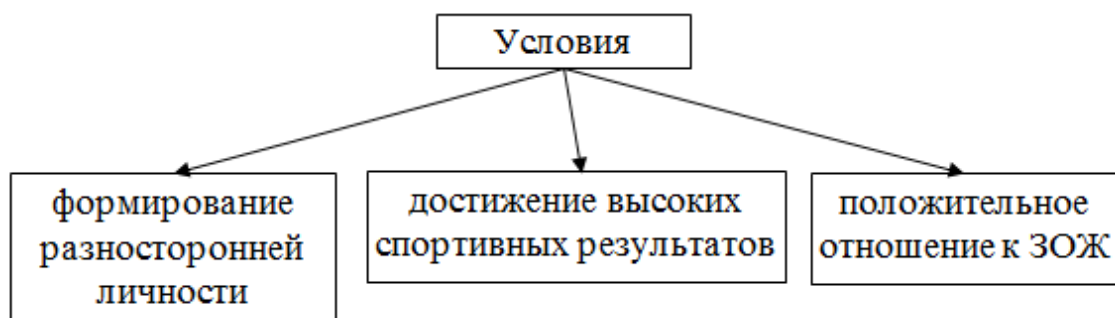 Условия
формирование
разносторонней
личности
достижение высоких
спортивных результатов
положительное
отношение к ЗОЖ